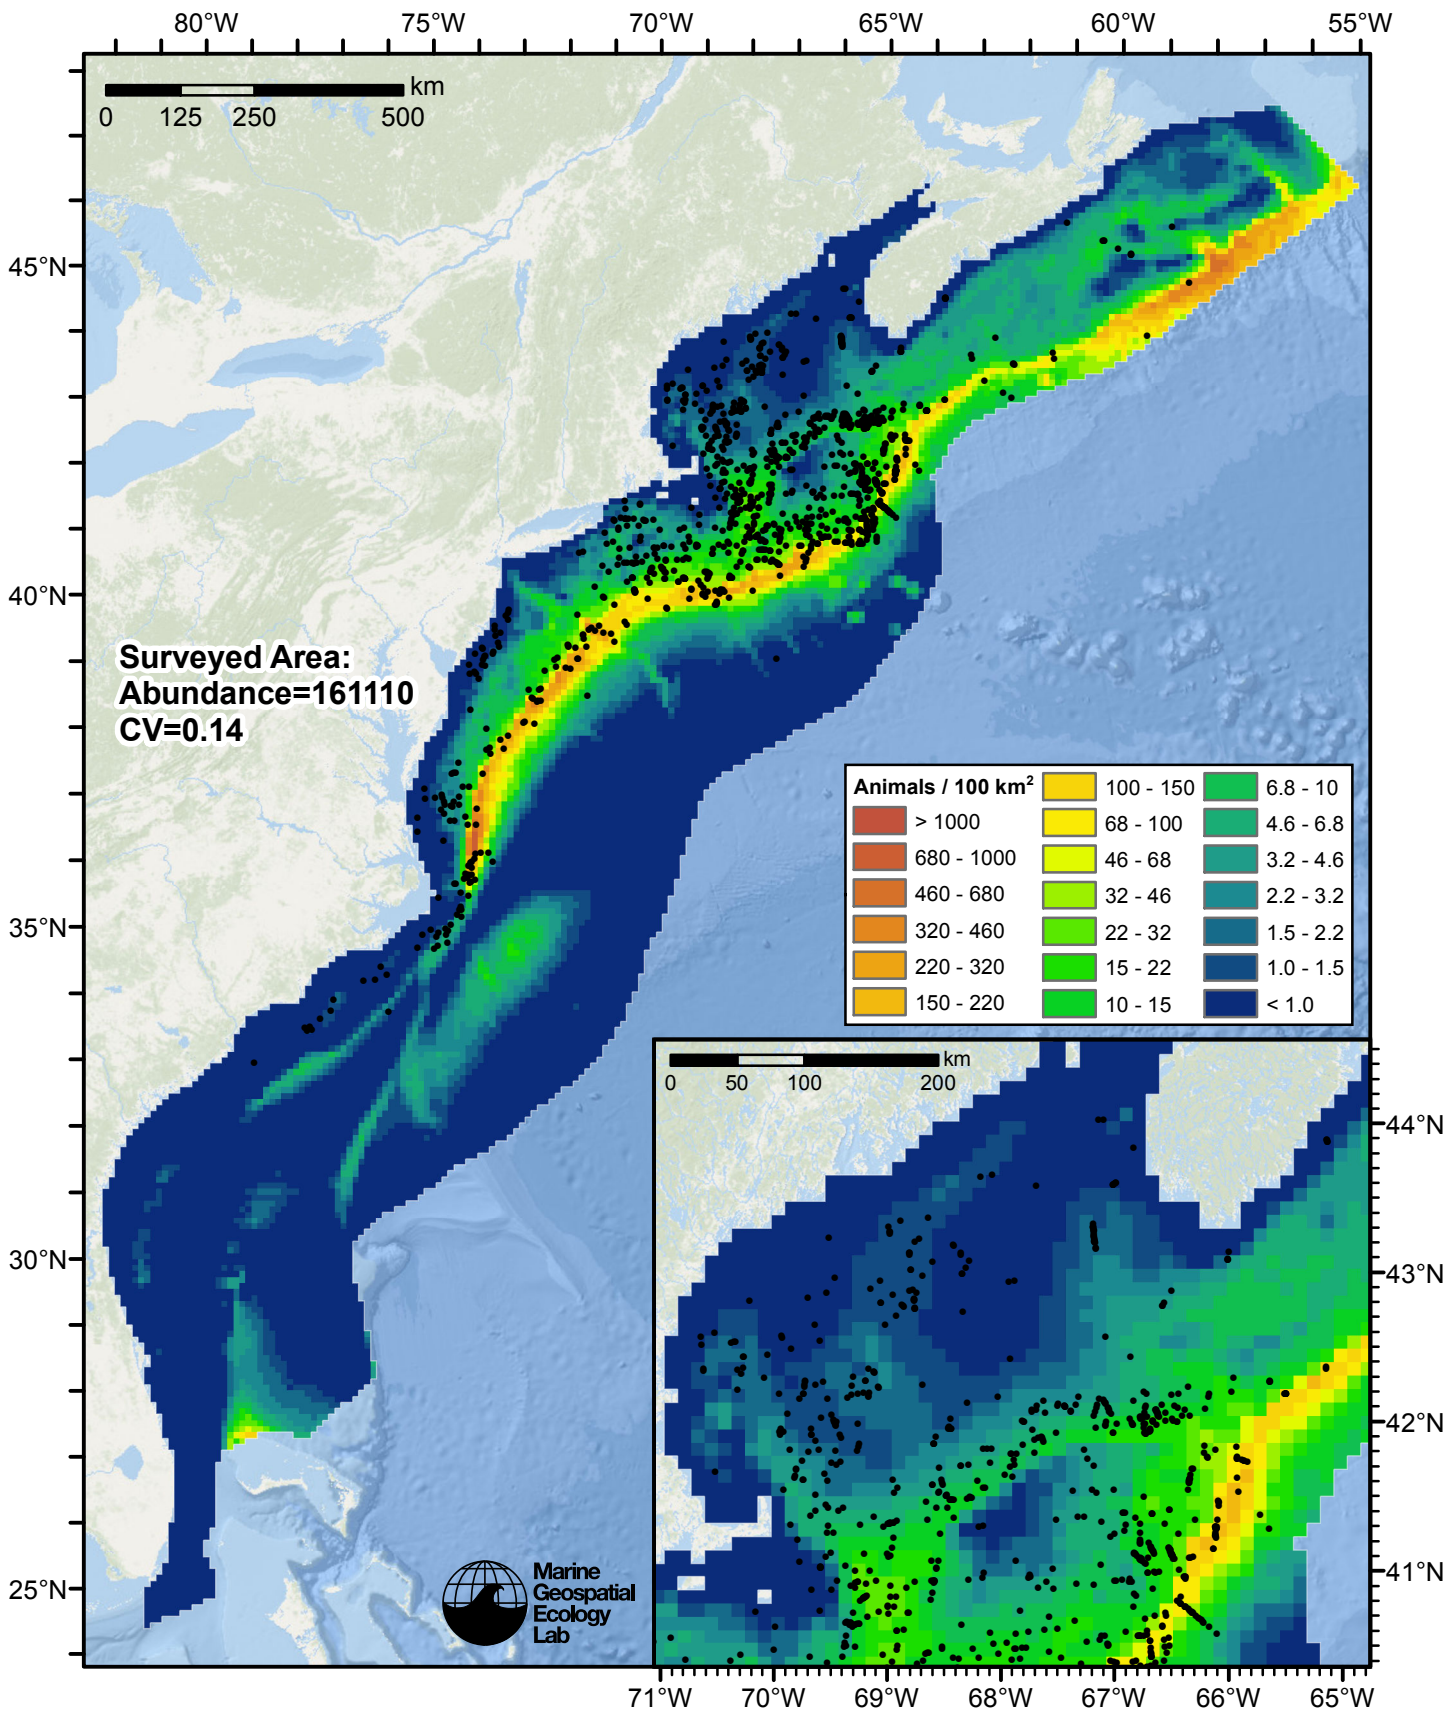 80°W 75°W 70°W 65°W 60°W 55°W
km
0 125 250 500
45°N
40°N
35°N
30°N
25°N
Surveyed Area:
Abundance=161110
CV=0.14
Animals / 100 km²
> 1000
680 - 1000
460 - 680
320 - 460
220 - 320
150 - 220
100 - 150
68 - 100
46 - 68
32 - 46
22 - 32
15 - 22
10 - 15
6.8 - 10
4.6 - 6.8
3.2 - 4.6
2.2 - 3.2
1.5 - 2.2
1.0 - 1.5
< 1.0
km
0 50 100 200
44°N
43°N
42°N
41°N
Marine
Geospatial
Ecology
Lab
71°W 70°W 69°W 68°W 67°W 66°W 65°W